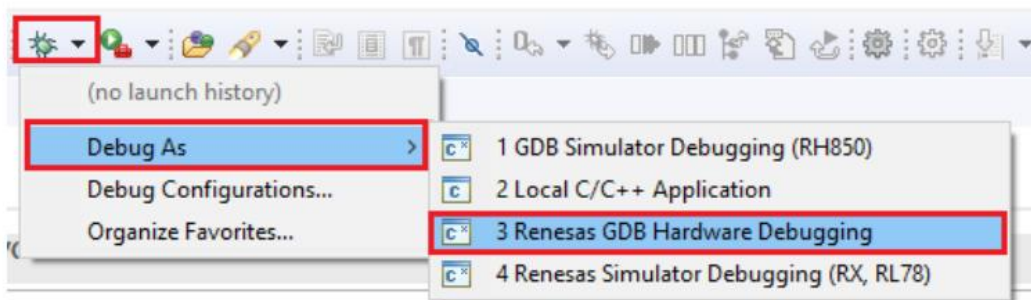 (no launch history)
Debug As
1 GDB Simulator Debugging (RH850)
Debug Configurations...
2 Local C/C++ Application
Organize Favorites...
3 Renesas GDB Hardware Debugging
4 Renesas Simulator Debugging (RX, RL78)